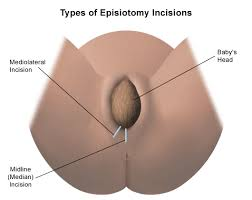 Types of Episiotomy Incisions
Mediolateral
Incision
Baby's
Head
Midline
(Median)
Incision